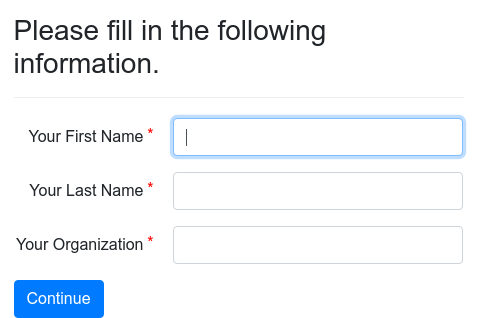 Please fill in the following
information.
Your First Name *
Your Last Name *
Your Organization *
Continue